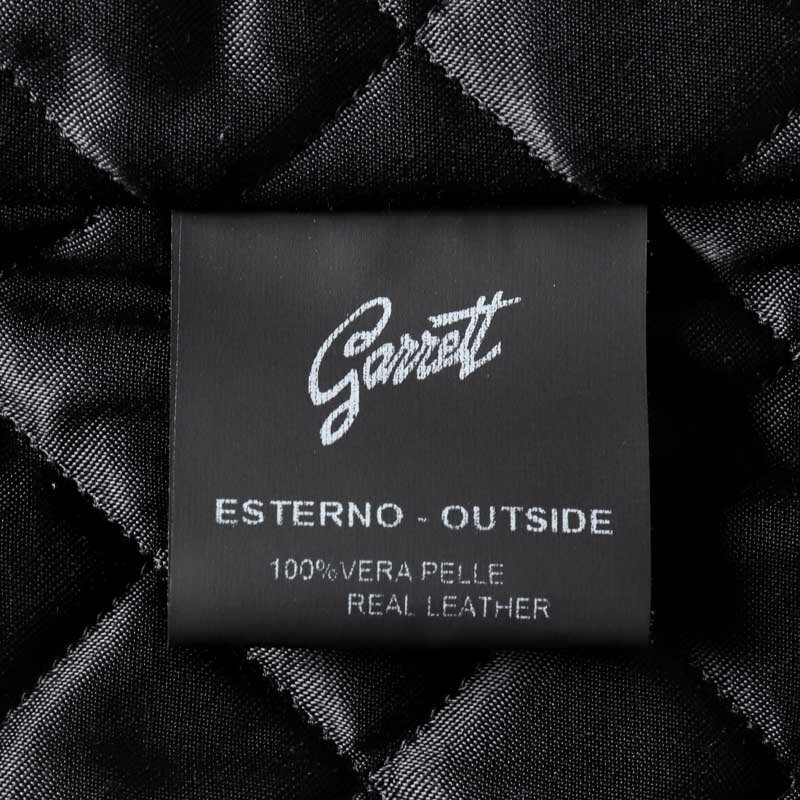 Garrett
ESTERNO - OUTSIDE
100% VERA PELLE
REAL LEATHER